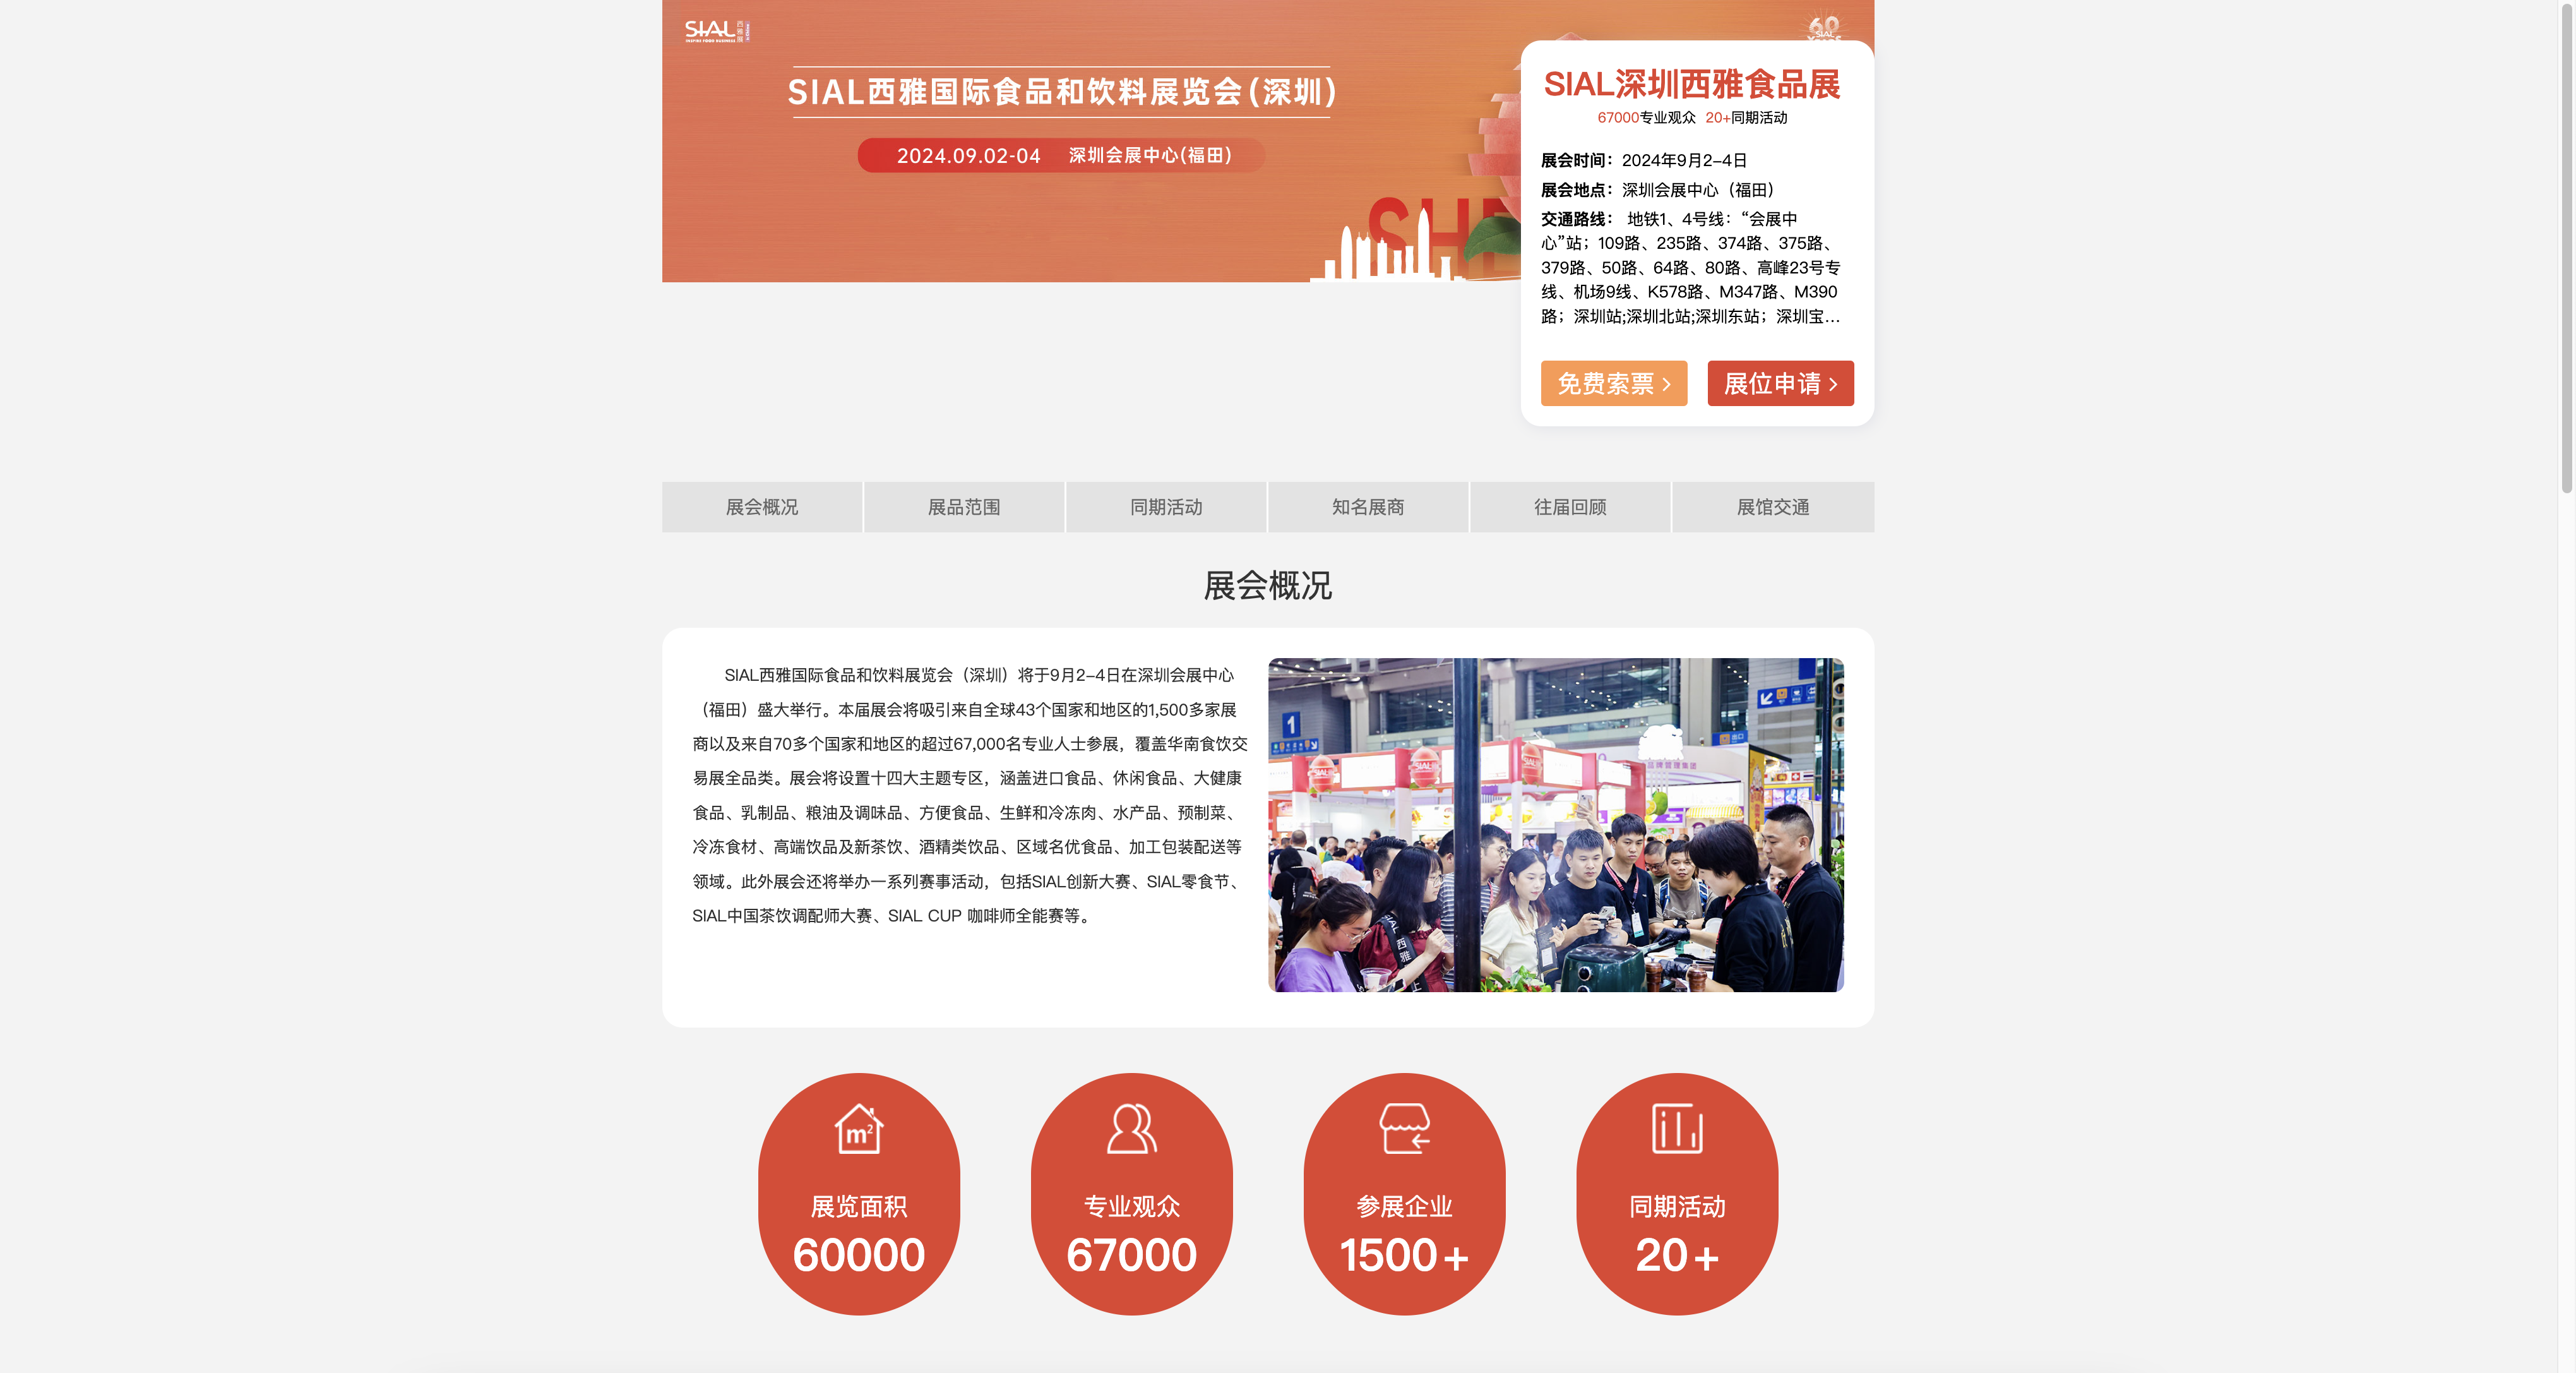 SIAL 西雅展 in China
INSPIRE FOOD BUSINESS
60
SIAL
SIAL西雅国际食品和饮料展览会(深圳)
2024.09.02-04 深圳会展中心(福田)
SIAL深圳西雅食品展
67000专业观众 20+同期活动
展会时间：2024年9月2-4日
展会地点：深圳会展中心（福田）
交通路线： 地铁1、4号线：“会展中
心”站；109路、235路、374路、375路、
379路、50路、64路、80路、高峰23号专
线、机场9线、K578路、M347路、M390
路；深圳站;深圳北站;深圳东站；深圳宝...
免费索票 >
展位申请 >
展会概况
展品范围
同期活动
知名展商
往届回顾
展馆交通
展会概况
SIAL西雅国际食品和饮料展览会（深圳）将于9月2-4日在深圳会展中心
（福田）盛大举行。本届展会将吸引来自全球43个国家和地区的1,500多家展
商以及来自70多个国家和地区的超过67,000名专业人士参展，覆盖华南食饮交
易展全品类。展会将设置十四大主题专区，涵盖进口食品、休闲食品、大健康
食品、乳制品、粮油及调味品、方便食品、生鲜和冷冻肉、水产品、预制菜、
冷冻食材、高端饮品及新茶饮、酒精类饮品、区域名优食品、加工包装配送等
领域。此外展会还将举办一系列赛事活动，包括SIAL创新大赛、SIAL零食节、
SIAL中国茶饮调配师大赛、SIAL CUP 咖啡师全能赛等。
1
品牌管理集团
SIAL 西雅
m²
展览面积
60000
专业观众
67000
参展企业
1500+
同期活动
20+